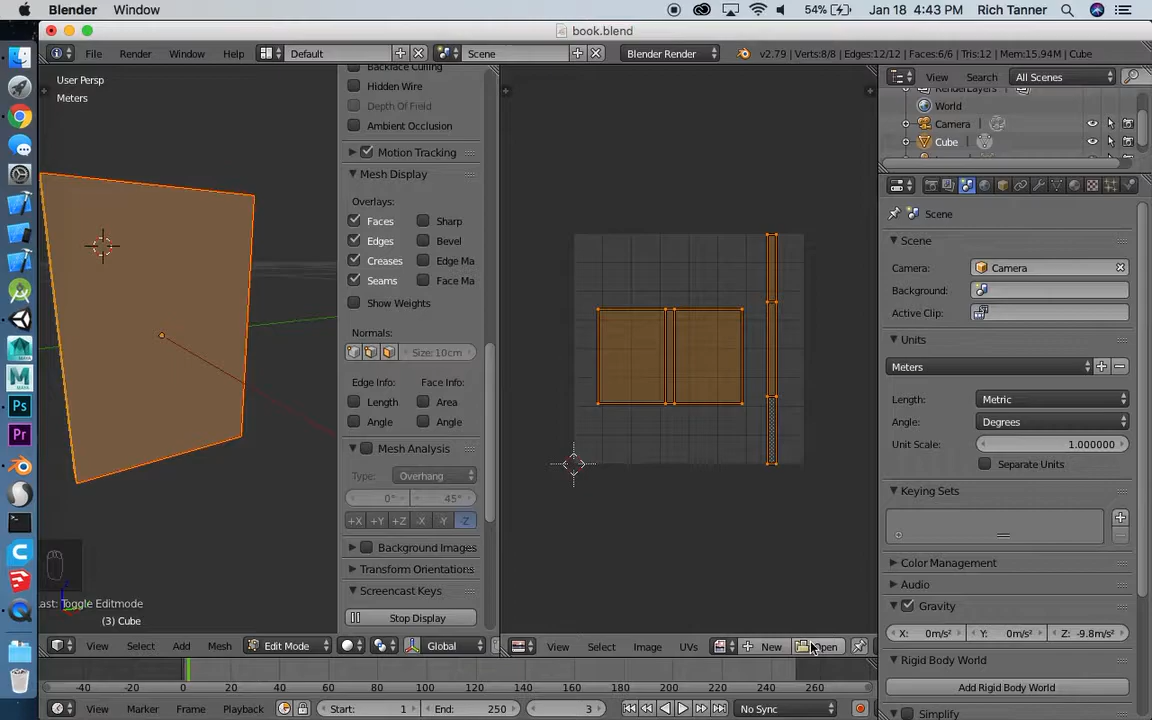 Blender Window 54% Jan 18 4:43 PM Rich Tanner
book.blend
File Render Window Help Default Scene Blender Render v2.79 | Verts:8/8 | Edges:12/12 | Faces:6/6 | Tris:12 | Mem:15.94M | Cube
User Persp
Meters
Backface Culling
Hidden Wire
Depth Of Field
Ambient Occlusion
Motion Tracking
Mesh Display
Overlays:
Faces Sharp
Edges Bevel
Creases Edge Ma
Seams Face Ma
Show Weights
Normals:
Size: 10cm
Edge Info: Face Info:
Length Area
Angle Angle
Mesh Analysis
Type: Overhang
0° 45°
+X +Y +Z -X -Y -Z
Background Images
Transform Orientations
Screencast Keys
Stop Display
ast: Toggle Editmode
(3) Cube
View Select Add Mesh Edit Mode Global
View Select Image UVs New Open
View Search All Scenes
RenderLayers
World
Camera
Cube
Scene
Scene
Camera: Camera
Background:
Active Clip:
Units
Meters
Length: Metric
Angle: Degrees
Unit Scale: 1.000000
Separate Units
Keying Sets
Color Management
Audio
Gravity
X: 0m/s² Y: 0m/s² Z: -9.8m/s²
Rigid Body World
Add Rigid Body World
Simplify
-40 -20 0 20 40 60 80 100 120 140 160 180 200 220 240 260
View Marker Frame Playback Start: 1 End: 250 3 No Sync